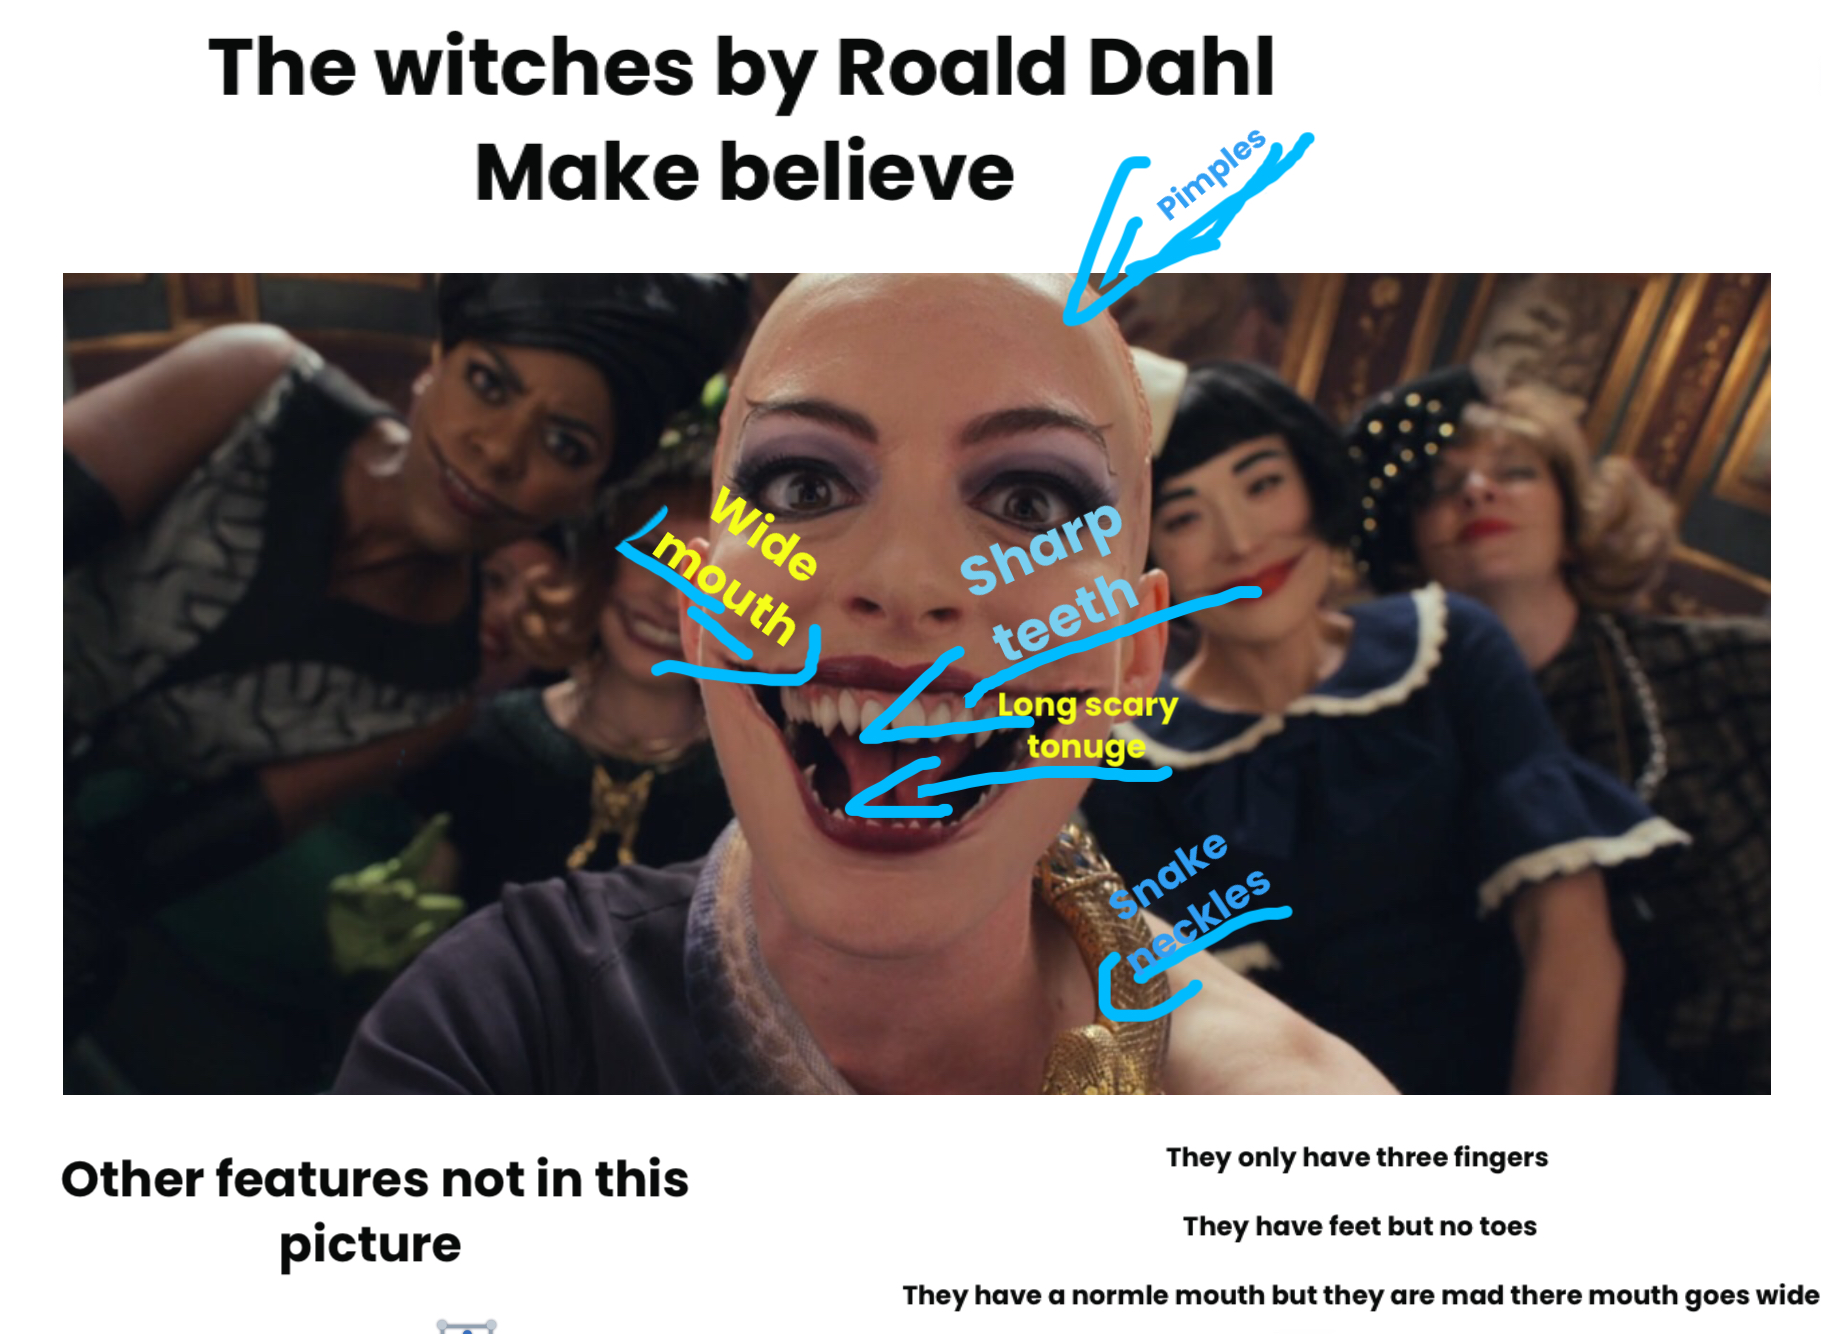 The witches by Roald Dahl
Make believe
Pimples
Wide
mouth
Sharp
teeth
Long scary
tonuge
Snake
neckles
Other features not in this
picture
They only have three fingers
They have feet but no toes
They have a normle mouth but they are mad there mouth goes wide